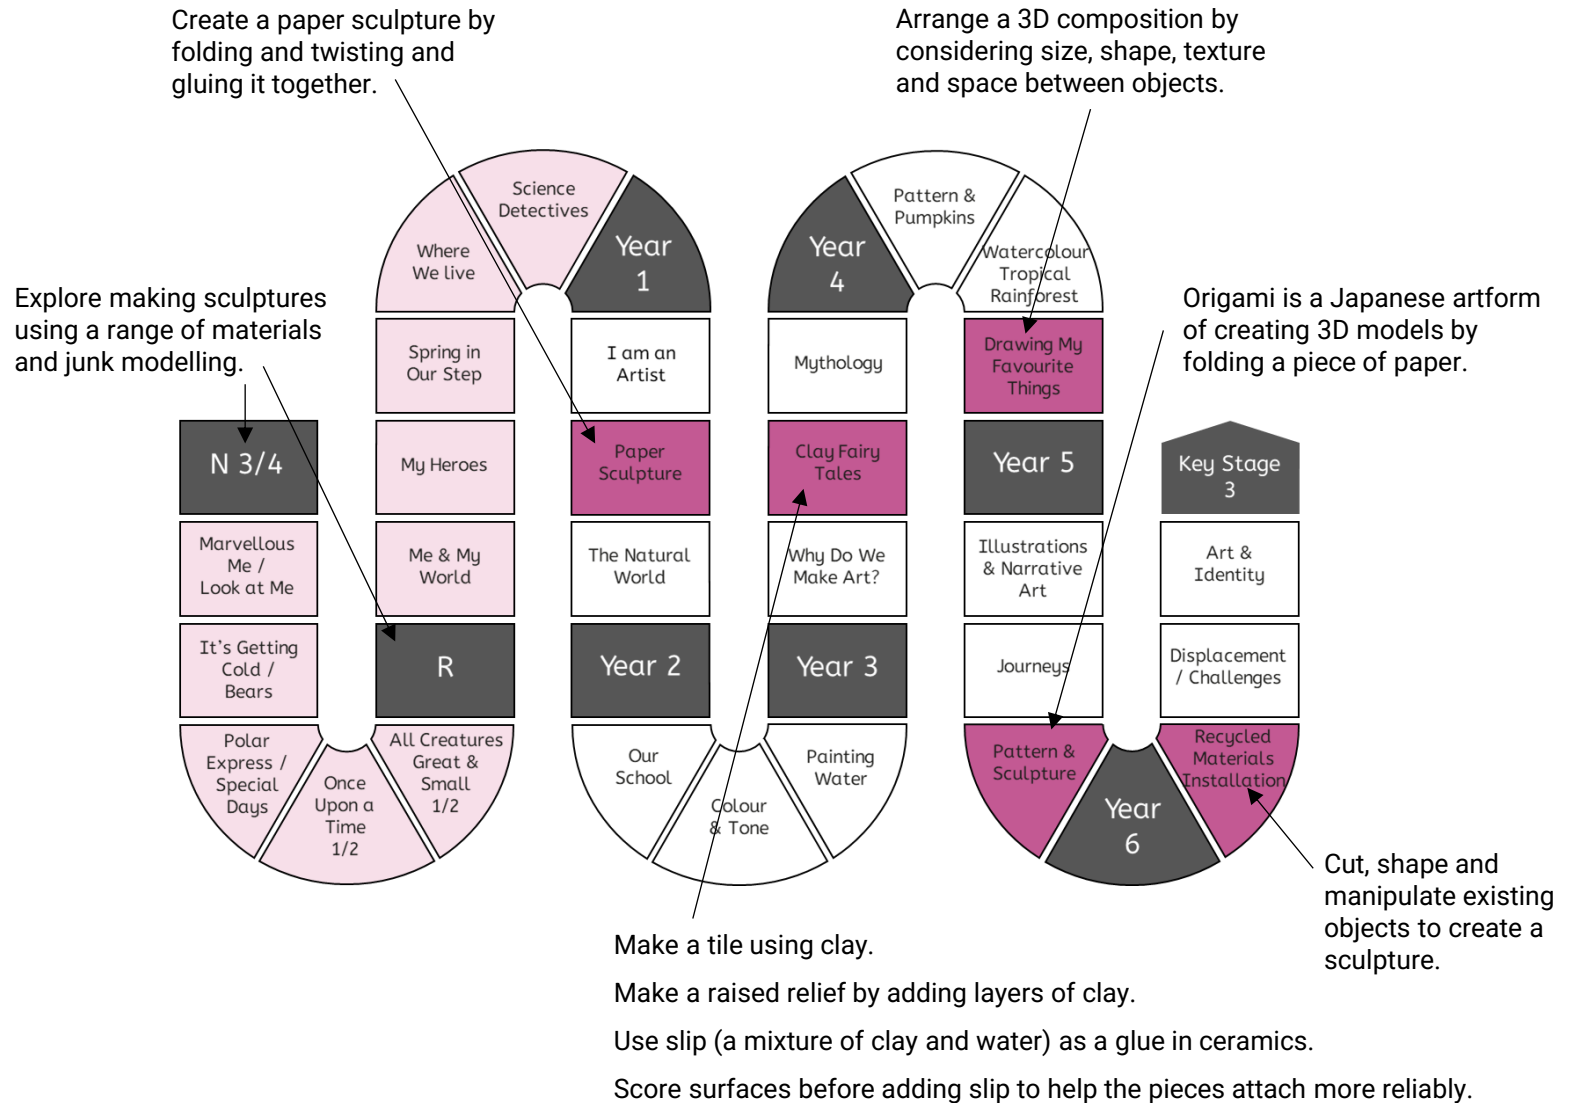 Create a paper sculpture by
folding and twisting and
gluing it together.
Arrange a 3D composition by
considering size, shape, texture
and space between objects.
Explore making sculptures
using a range of materials
and junk modelling.
Origami is a Japanese artform
of creating 3D models by
folding a piece of paper.
N 3/4
Marvellous
Me /
Look at Me
It's Getting
Cold /
Bears
Polar
Express /
Special
Days
Once
Upon a
Time
1/2
All Creatures
Great &
Small
1/2
R
Me & My
World
My Heroes
Spring in
Our Step
Where
We live
Science
Detectives
Year
1
I am an
Artist
Paper
Sculpture
The Natural
World
Year 2
Our
School
Colour
& Tone
Painting
Water
Year 3
Why Do We
Make Art?
Clay Fairy
Tales
Mythology
Year
4
Pattern &
Pumpkins
Watercolour
Tropical
Rainforest
Drawing My
Favourite
Things
Year 5
Illustrations
& Narrative
Art
Journeys
Pattern &
Sculpture
Year
6
Recycled
Materials
Installation
Displacement
/ Challenges
Art &
Identity
Key Stage
3
Cut, shape and
manipulate existing
objects to create a
sculpture.
Make a tile using clay.
Make a raised relief by adding layers of clay.
Use slip (a mixture of clay and water) as a glue in ceramics.
Score surfaces before adding slip to help the pieces attach more reliably.